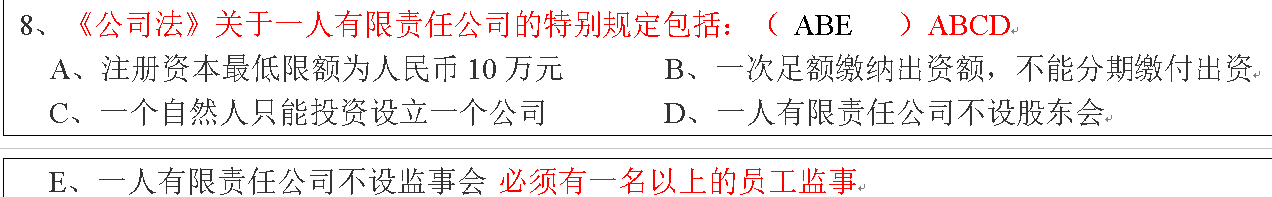 8、《公司法》关于一人有限责任公司的特别规定包括：（ ABE ）ABCD
A、注册资本最低限额为人民币 10 万元 B、一次足额缴纳出资额，不能分期缴付出资
C、一个自然人只能投资设立一个公司 D、一人有限责任公司不设股东会
E、一人有限责任公司不设监事会 必须有一名以上的员工监事